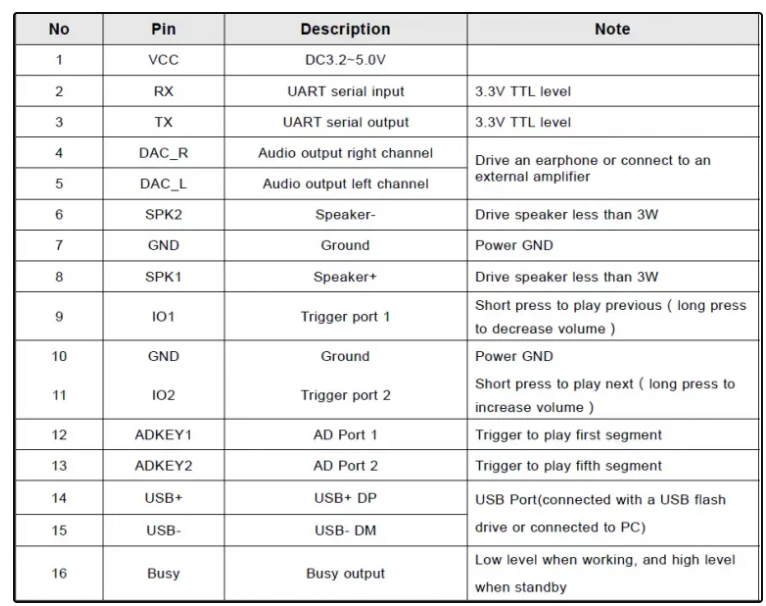 No Pin Description Note
1 VCC DC3.2~5.0V
2 RX UART serial input 3.3V TTL level
3 TX UART serial output 3.3V TTL level
4 DAC_R Audio output right channel Drive an earphone or connect to an
external amplifier
5 DAC_L Audio output left channel
6 SPK2 Speaker- Drive speaker less than 3W
7 GND Ground Power GND
8 SPK1 Speaker+ Drive speaker less than 3W
9 IO1 Trigger port 1 Short press to play previous ( long press
to decrease volume )
10 GND Ground Power GND
11 IO2 Trigger port 2 Short press to play next ( long press to
increase volume )
12 ADKEY1 AD Port 1 Trigger to play first segment
13 ADKEY2 AD Port 2 Trigger to play fifth segment
14 USB+ USB+ DP USB Port(connected with a USB flash
drive or connected to PC)
15 USB- USB- DM
16 Busy Busy output Low level when working, and high level
when standby